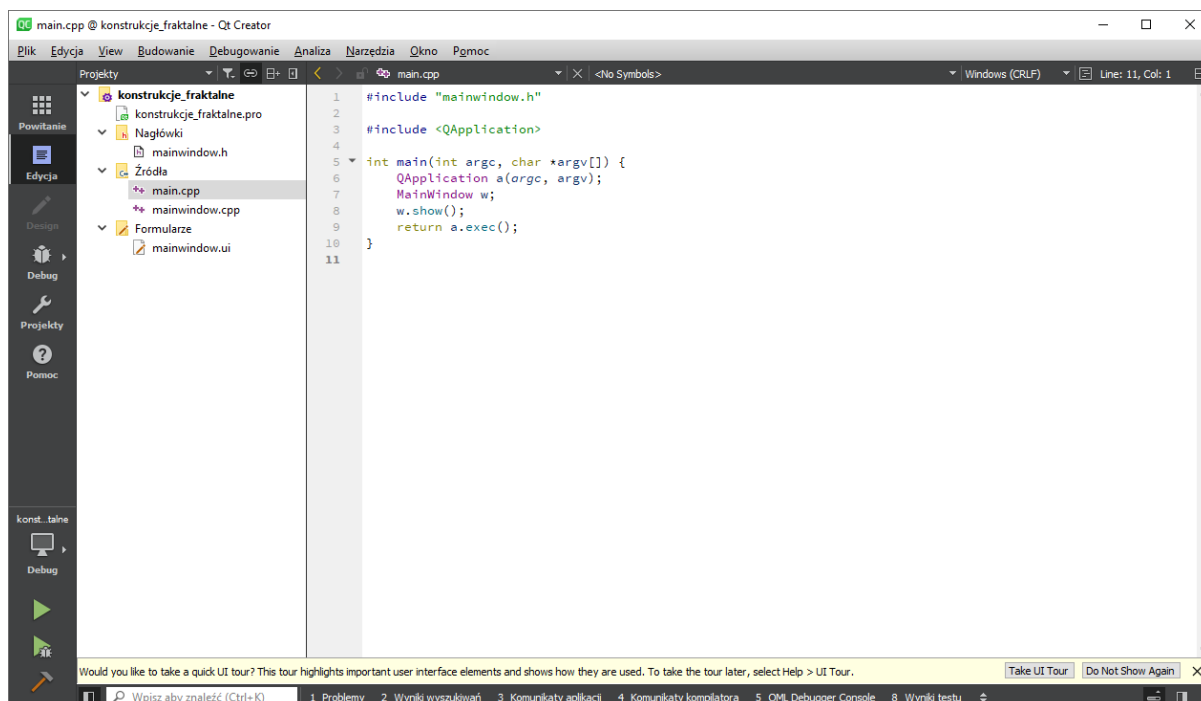 main.cpp @ konstrukcje_fraktalne - Qt Creator
Plik Edycja View Budowanie Debugowanie Analiza Narzędzia Okno Pomoc
Projekty main.cpp <No Symbols> Windows (CRLF) Line: 11, Col: 1
Powitanie
Edycja
Design
Debug
Projekty
Pomoc
konst...talne
Debug
konstrukcje_fraktalne
konstrukcje_fraktalne.pro
Nagłówki
mainwindow.h
Źródła
main.cpp
mainwindow.cpp
Formularze
mainwindow.ui
1 #include "mainwindow.h"
2
3 #include <QApplication>
4
5 int main(int argc, char *argv[]) {
6 QApplication a(argc, argv);
7 MainWindow w;
8 w.show();
9 return a.exec();
10 }
11
Would you like to take a quick UI tour? This tour highlights important user interface elements and shows how they are used. To take the tour later, select Help > UI Tour. Take UI Tour Do Not Show Again
Wpisz aby znaleźć (Ctrl+K) 1 Problemy 2 Wyniki wyszukiwań 3 Komunikaty aplikacji 4 Komunikaty kompilatora 5 QML Debugger Console 8 Wyniki testu